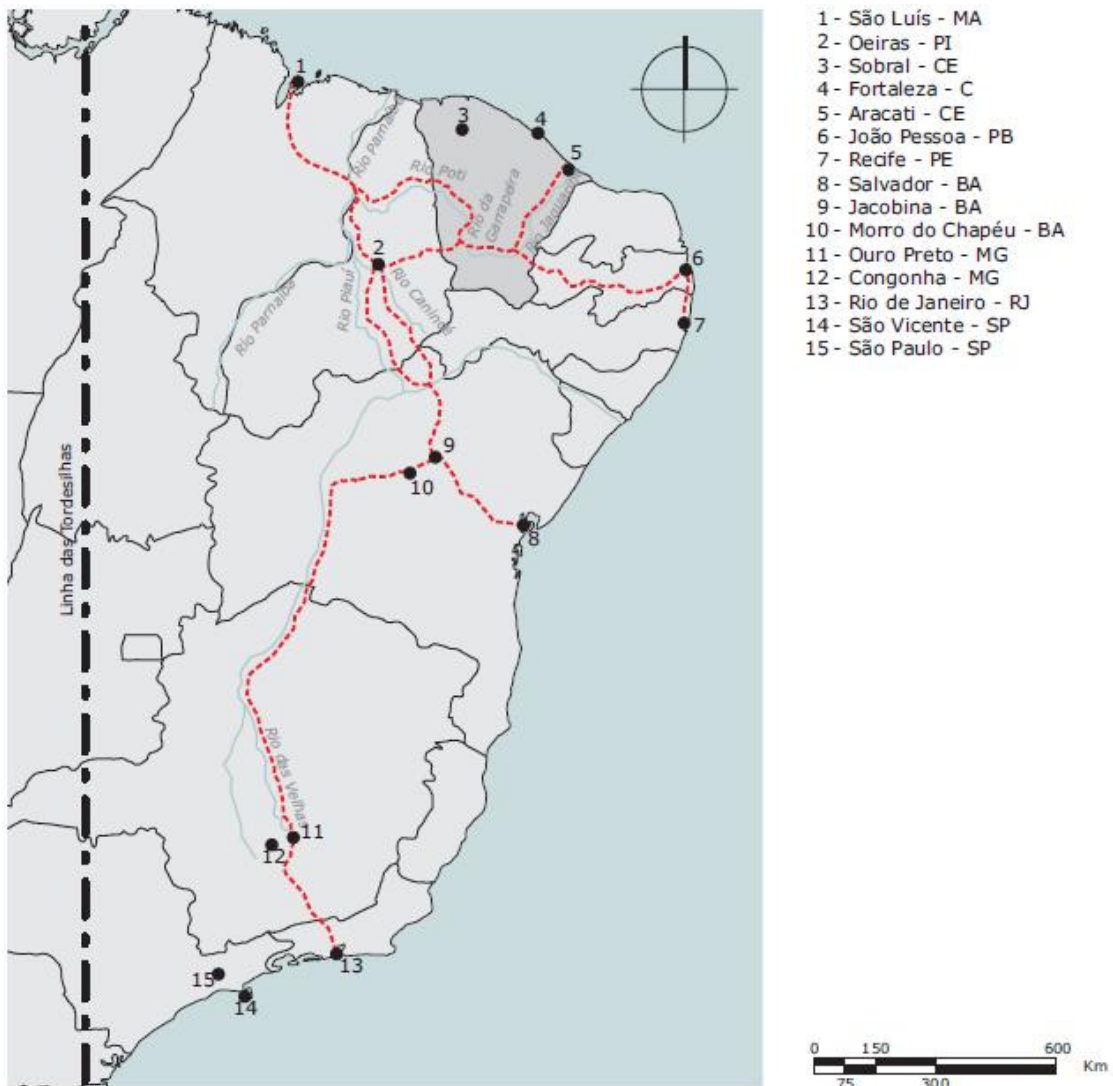 1 - São Luís - MA
2 - Oeiras - PI
3 - Sobral - CE
4 - Fortaleza - C
5 - Aracati - CE
6 - João Pessoa - PB
7 - Recife - PE
8 - Salvador - BA
9 - Jacobina - BA
10 - Morro do Chapéu - BA
11 - Ouro Preto - MG
12 - Congonha - MG
13 - Rio de Janeiro - RJ
14 - São Vicente - SP
15 - São Paulo - SP
1
3
4
5
Rio Parnaíba
Rio Poti
Rio da
Garrapeira
2
6
Rio Canindé
Rio Piauí
Rio Parnaíba
7
Linha das Tordesilhas
9
10
8
Rio das Velhas
11
12
13
15
14
0 150 600
Km
75 300